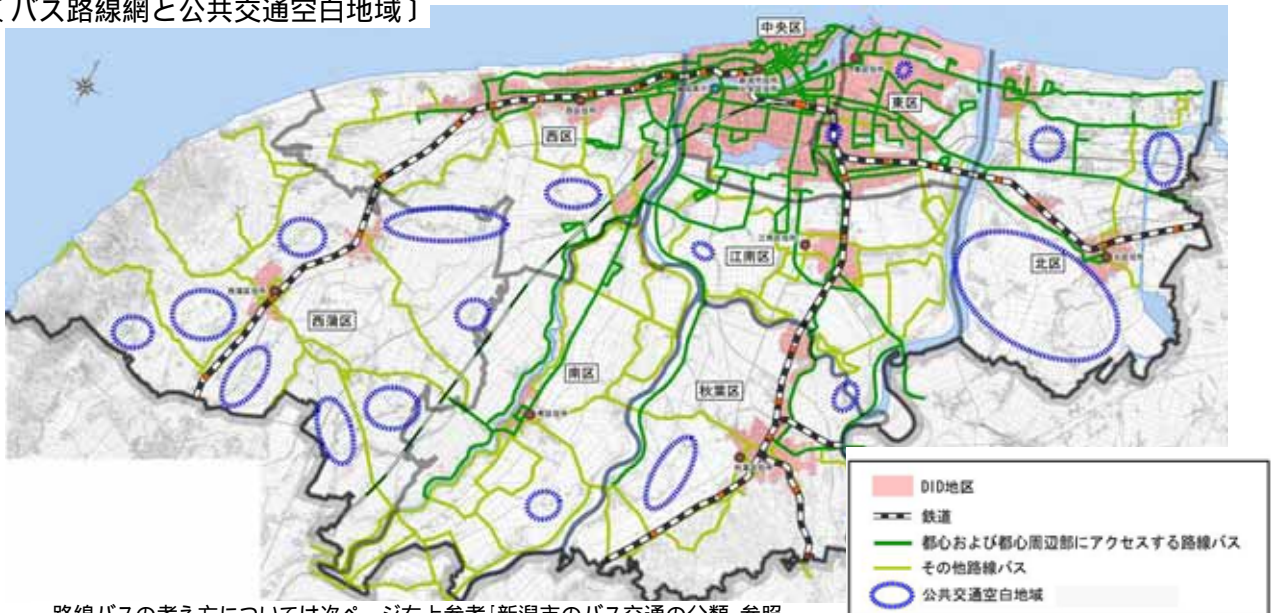 〔バス路線網と公共交通空白地域〕
中央区
東区
西区
江南区
北区
西蒲区
南区
秋葉区
DID地区
鉄道
都心および都心周辺部にアクセスする路線バス
その他路線バス
公共交通空白地域
路線バスの考え方については次ページ右上参考「新潟市のバス交通の分類」参照